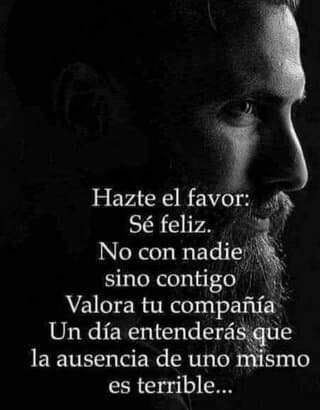 Hazte el favor:
Sé feliz.
No con nadie
sino contigo
Valora tu compañía
Un día entenderás que
la ausencia de uno mismo
es terrible...